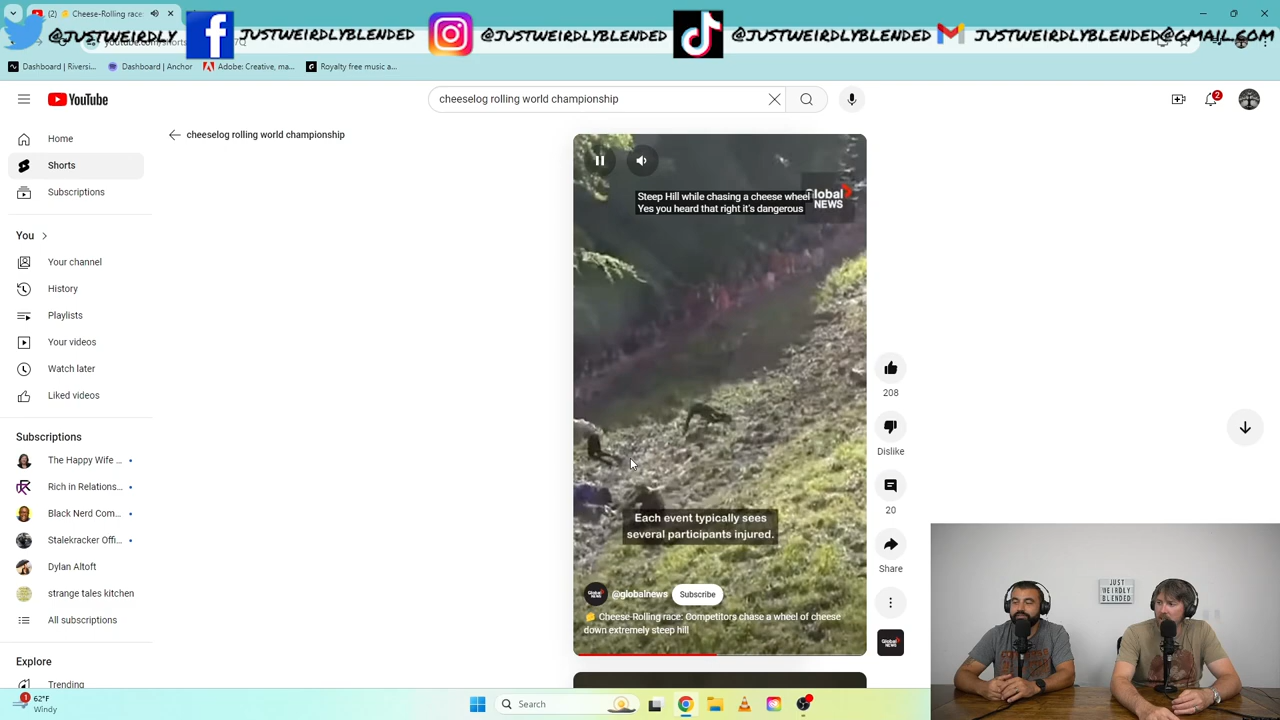 (2) 🧀 Cheese-Rolling race:
@JUSTWEIRDLY
JUSTWEIRDLYBLENDED
@JUSTWEIRDLYBLENDED
@JUSTWEIRDLYBLENDED
JUSTWEIRDLYBLENDED@GMAIL.COM
Dashboard | Riversi...
Dashboard | Anchor
Adobe: Creative, ma...
Royalty free music a...
YouTube
cheeselog rolling world championship
2
Home
cheeselog rolling world championship
Shorts
Subscriptions
You
Your channel
History
Playlists
Your videos
Watch later
Liked videos
Subscriptions
The Happy Wife ...
Rich in Relations...
Black Nerd Com...
Stalekracker Offi...
Dylan Altoft
strange tales kitchen
All subscriptions
Explore
Trending
Steep Hill while chasing a cheese wheel
Yes you heard that right it's dangerous
Global
NEWS
Each event typically sees
several participants injured.
@globalnews
Subscribe
🧀 Cheese-Rolling race: Competitors chase a wheel of cheese
down extremely steep hill
208
Dislike
20
Share
Global
NEWS
JUST
WEIRDLY
BLENDED
1
62°F
Windy
Search